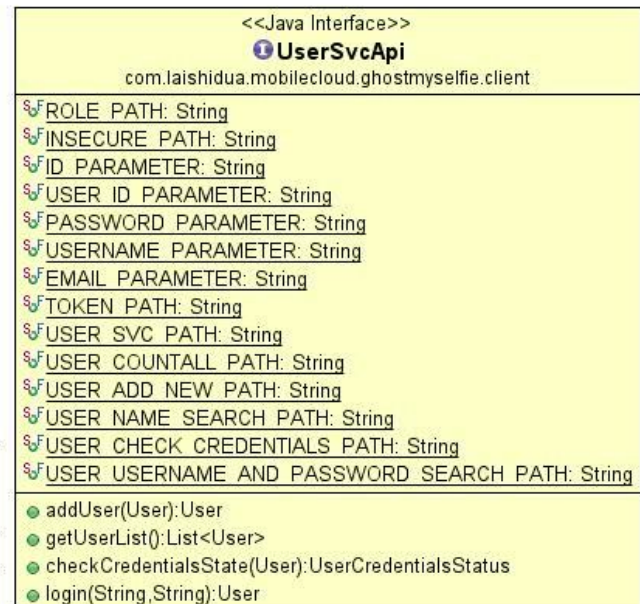 <<Java Interface>>
UserSvcApi
com.laishidua.mobilecloud.ghostmyselfie.client
ROLE_PATH: String
INSECURE_PATH: String
ID_PARAMETER: String
USER_ID_PARAMETER: String
PASSWORD_PARAMETER: String
USERNAME_PARAMETER: String
EMAIL_PARAMETER: String
TOKEN_PATH: String
USER_SVC_PATH: String
USER_COUNTALL_PATH: String
USER_ADD_NEW_PATH: String
USER_NAME_SEARCH_PATH: String
USER_CHECK_CREDENTIALS_PATH: String
USER_USERNAME_AND_PASSWORD_SEARCH_PATH: String
addUser(User):User
getUserList():List<User>
checkCredentialsState(User):UserCredentialsStatus
login(String,String):User